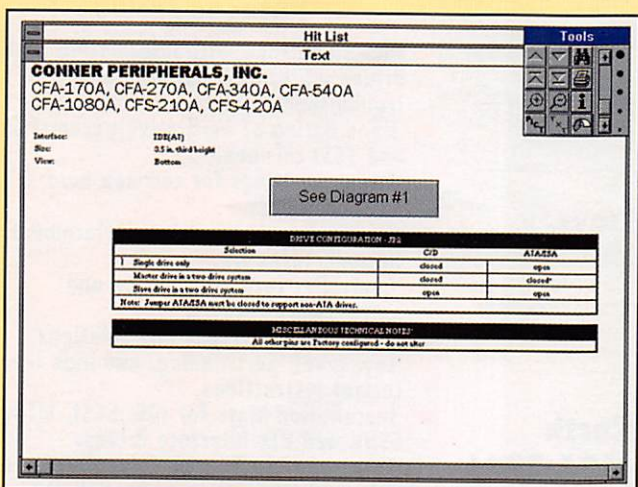 Hit List
Text
Tools
CONNER PERIPHERALS, INC.
CFA-170A, CFA-270A, CFA-340A, CFA-540A
CFA-1080A, CFS-210A, CFS-420A
Interface: IDE(AT)
Size: 3.5 in. third height
View: Bottom
See Diagram #1
DRIVE CONFIGURATION - JP2
Selection C/D ATA/ISA
Single drive only closed open
Master drive in a two drive system closed closed*
Slave drive in a two drive system open open
Note: Jumper ATA/ISA must be closed to support non-ATA drives.
MISCELLANEOUS TECHNICAL NOTES
All other pins are Factory configured - do not alter